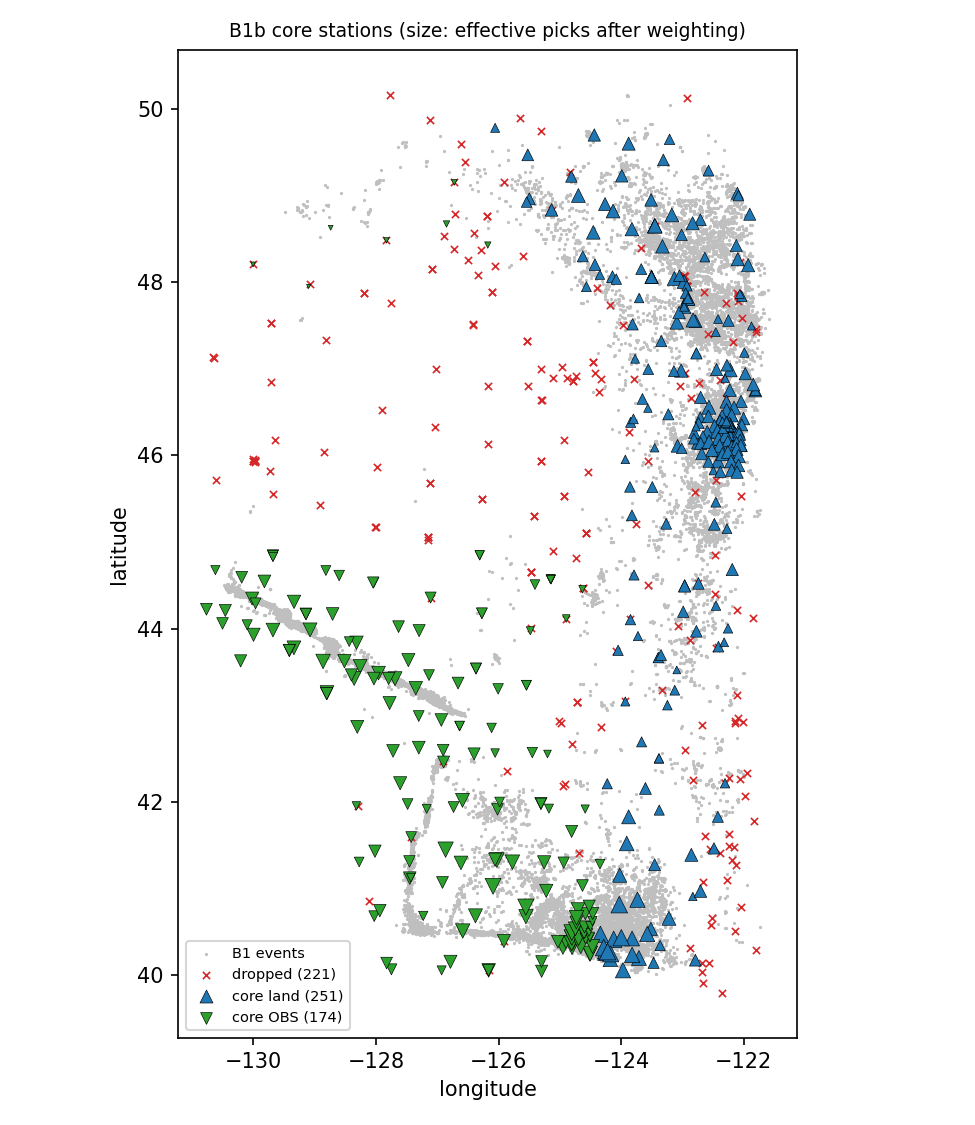 B1b core stations (size: effective picks after weighting)
50
48
46
44
42
40
latitude
B1 events
dropped (221)
core land (251)
core OBS (174)
−130
−128
−126
−124
−122
longitude